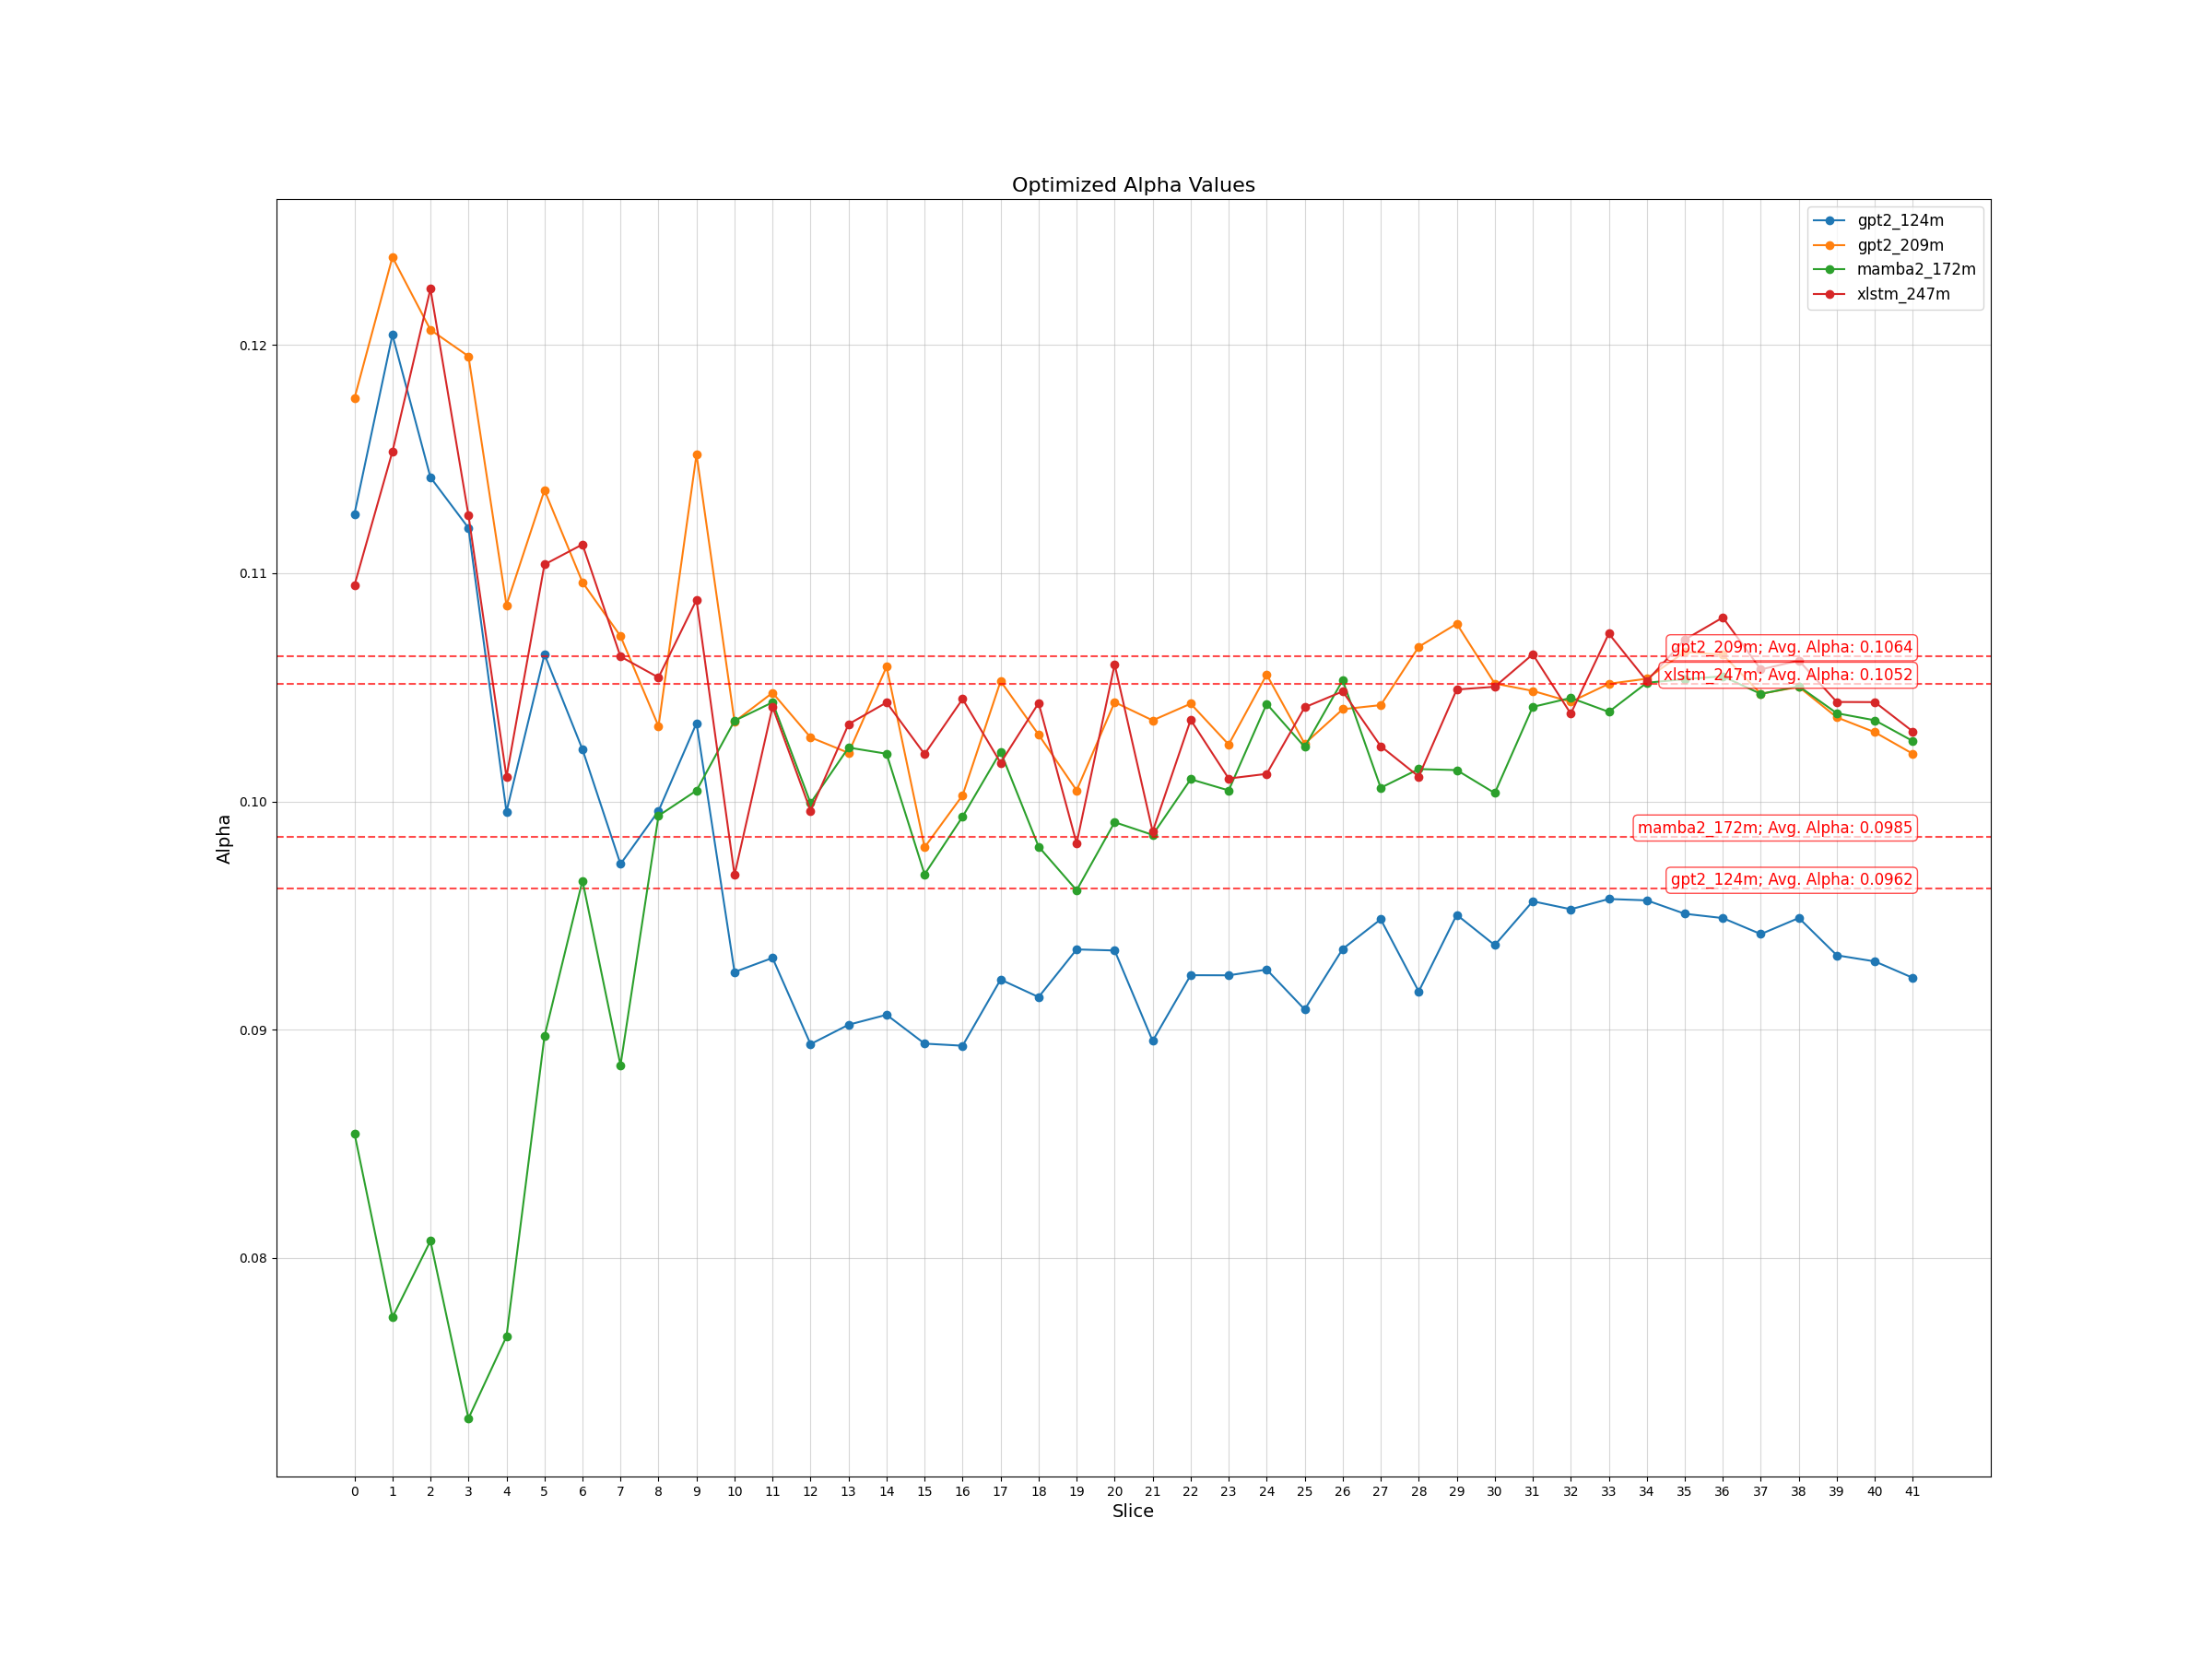 Optimized Alpha Values
gpt2_124m
gpt2_209m
mamba2_172m
xlstm_247m
0.12
0.11
0.10
0.09
0.08
Alpha
gpt2_209m; Avg. Alpha: 0.1064
xlstm_247m; Avg. Alpha: 0.1052
mamba2_172m; Avg. Alpha: 0.0985
gpt2_124m; Avg. Alpha: 0.0962
0 1 2 3 4 5 6 7 8 9 10 11 12 13 14 15 16 17 18 19 20 21 22 23 24 25 26 27 28 29 30 31 32 33 34 35 36 37 38 39 40 41
Slice